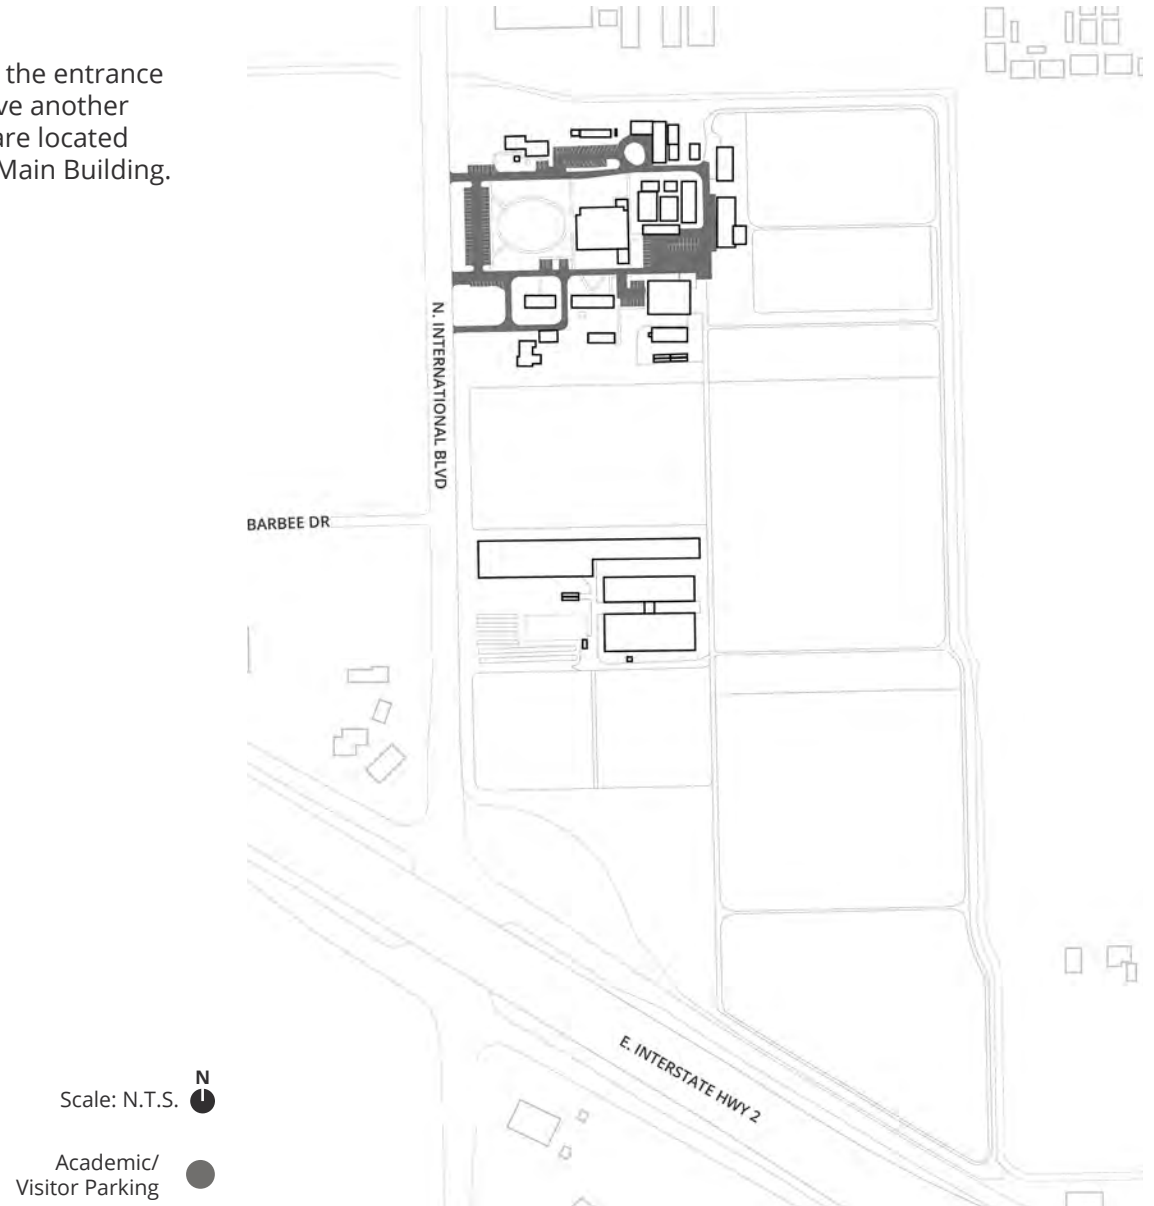 the entrance
ve another
are located
Main Building.
N. INTERNATIONAL BLVD
BARBEE DR
E. INTERSTATE HWY 2
N
Scale: N.T.S.
Academic/
Visitor Parking